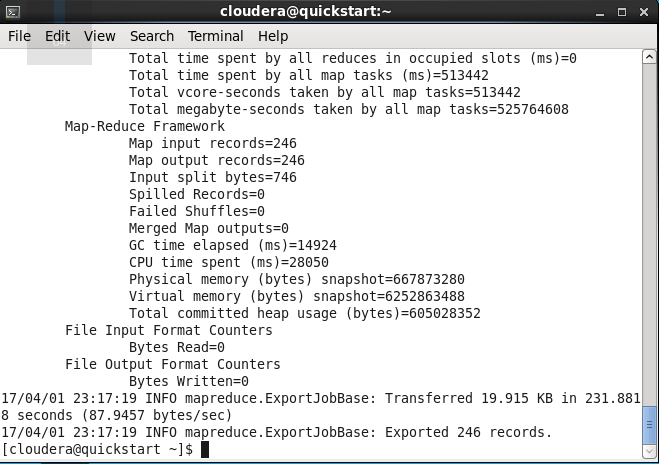 cloudera@quickstart:~
File Edit View Search Terminal Help
Total time spent by all reduces in occupied slots (ms)=0
Total time spent by all map tasks (ms)=513442
Total vcore-seconds taken by all map tasks=513442
Total megabyte-seconds taken by all map tasks=525764608
Map-Reduce Framework
Map input records=246
Map output records=246
Input split bytes=746
Spilled Records=0
Failed Shuffles=0
Merged Map outputs=0
GC time elapsed (ms)=14924
CPU time spent (ms)=28050
Physical memory (bytes) snapshot=667873280
Virtual memory (bytes) snapshot=6252863488
Total committed heap usage (bytes)=605028352
File Input Format Counters
Bytes Read=0
File Output Format Counters
Bytes Written=0
17/04/01 23:17:19 INFO mapreduce.ExportJobBase: Transferred 19.915 KB in 231.881
8 seconds (87.9457 bytes/sec)
17/04/01 23:17:19 INFO mapreduce.ExportJobBase: Exported 246 records.
[cloudera@quickstart ~]$